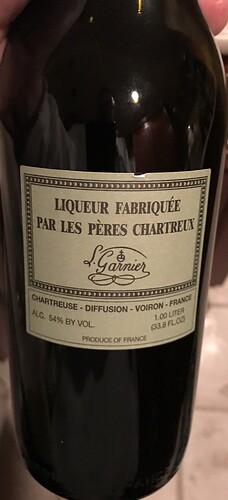 LIQUEUR FABRIQUÉE
PAR LES PÈRES CHARTREUX
L. Garnier
CHARTREUSE - DIFFUSION - VOIRON - FRANCE
ALC. 54% BY VOL.
1.00 LITER
(33.8 FL.OZ)
PRODUCE OF FRANCE